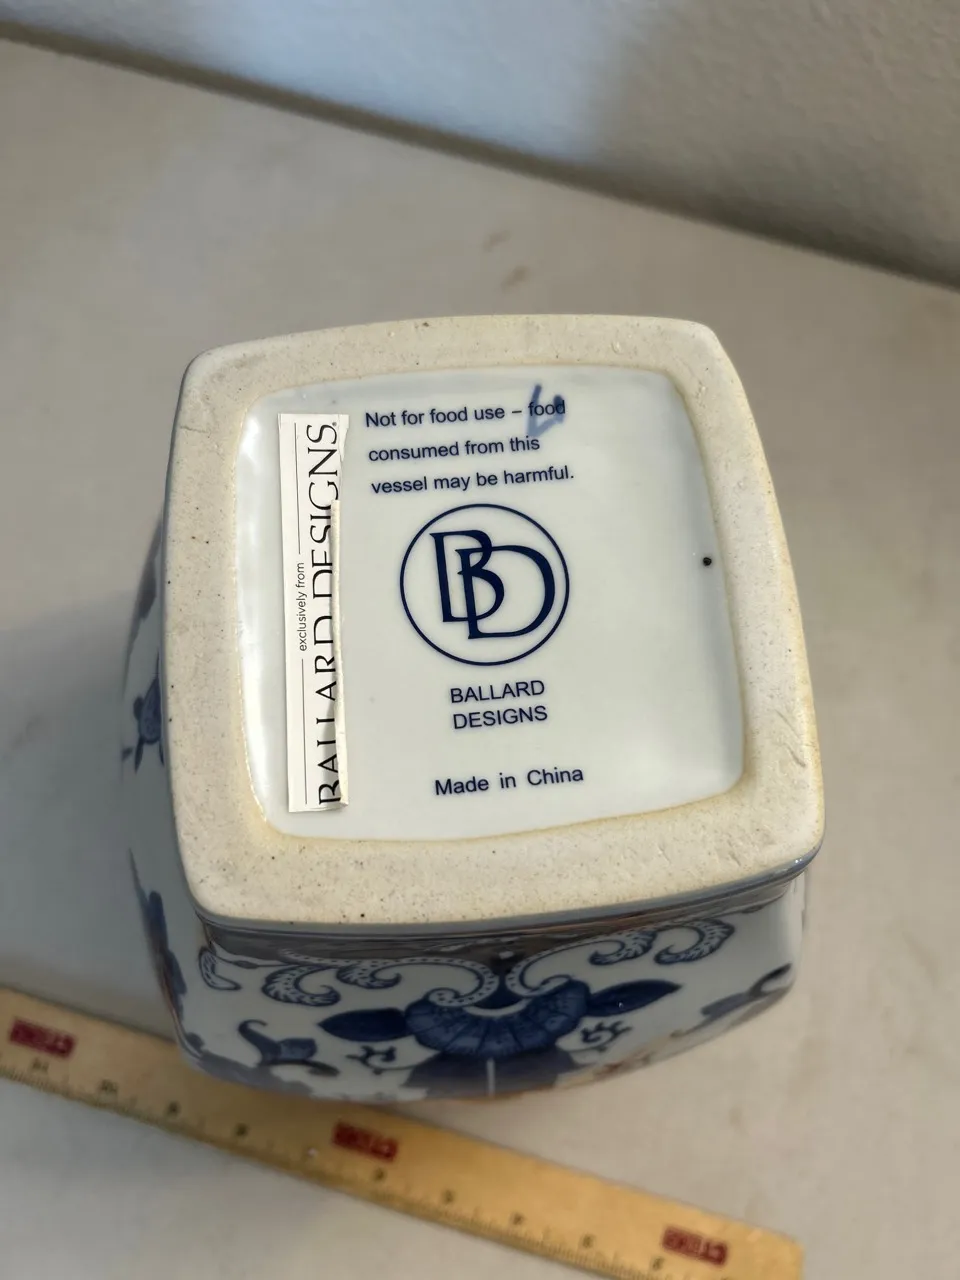 Not for food use – food
consumed from this
vessel may be harmful.
BD
BALLARD
DESIGNS
Made in China
exclusively from
BALLARD DESIGNS®